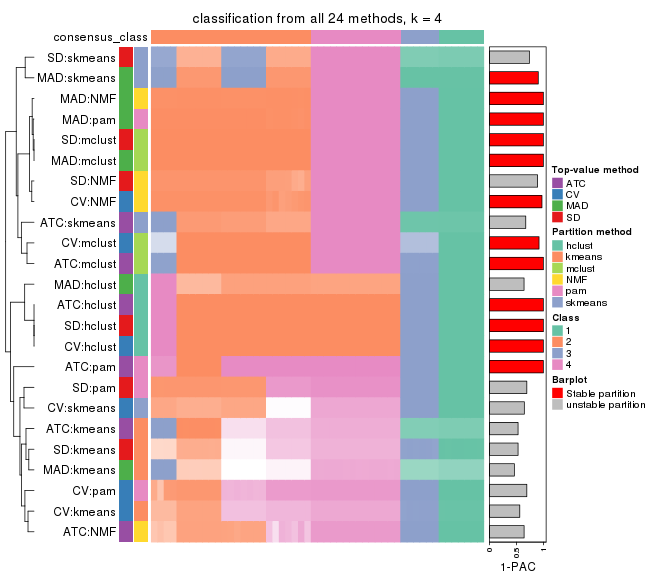 classification from all 24 methods, k = 4
consensus_class
SD:skmeans
MAD:skmeans
MAD:NMF
MAD:pam
SD:mclust
MAD:mclust
SD:NMF
CV:NMF
ATC:skmeans
CV:mclust
ATC:mclust
MAD:hclust
ATC:hclust
SD:hclust
CV:hclust
ATC:pam
SD:pam
CV:skmeans
ATC:kmeans
SD:kmeans
MAD:kmeans
CV:pam
CV:kmeans
ATC:NMF
0
0.5
1
1-PAC
Top-value method
ATC
CV
MAD
SD
Partition method
hclust
kmeans
mclust
NMF
pam
skmeans
Class
1
2
3
4
Barplot
Stable partition
unstable partition